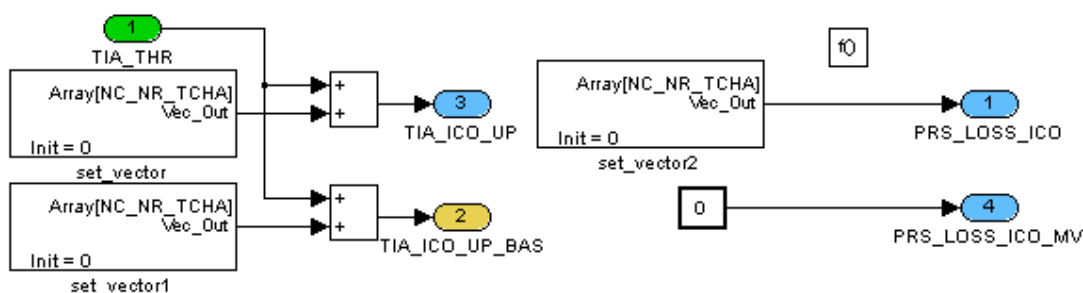 1
TIA_THR
Array[NC_NR_TCHA]
Vec_Out
Init = 0
set_vector
+
+
3
TIA_ICO_UP
Array[NC_NR_TCHA]
Vec_Out
Init = 0
set_vector1
+
+
2
TIA_ICO_UP_BAS
f()
Array[NC_NR_TCHA]
Vec_Out
Init = 0
set_vector2
1
PRS_LOSS_ICO
0
4
PRS_LOSS_ICO_MV